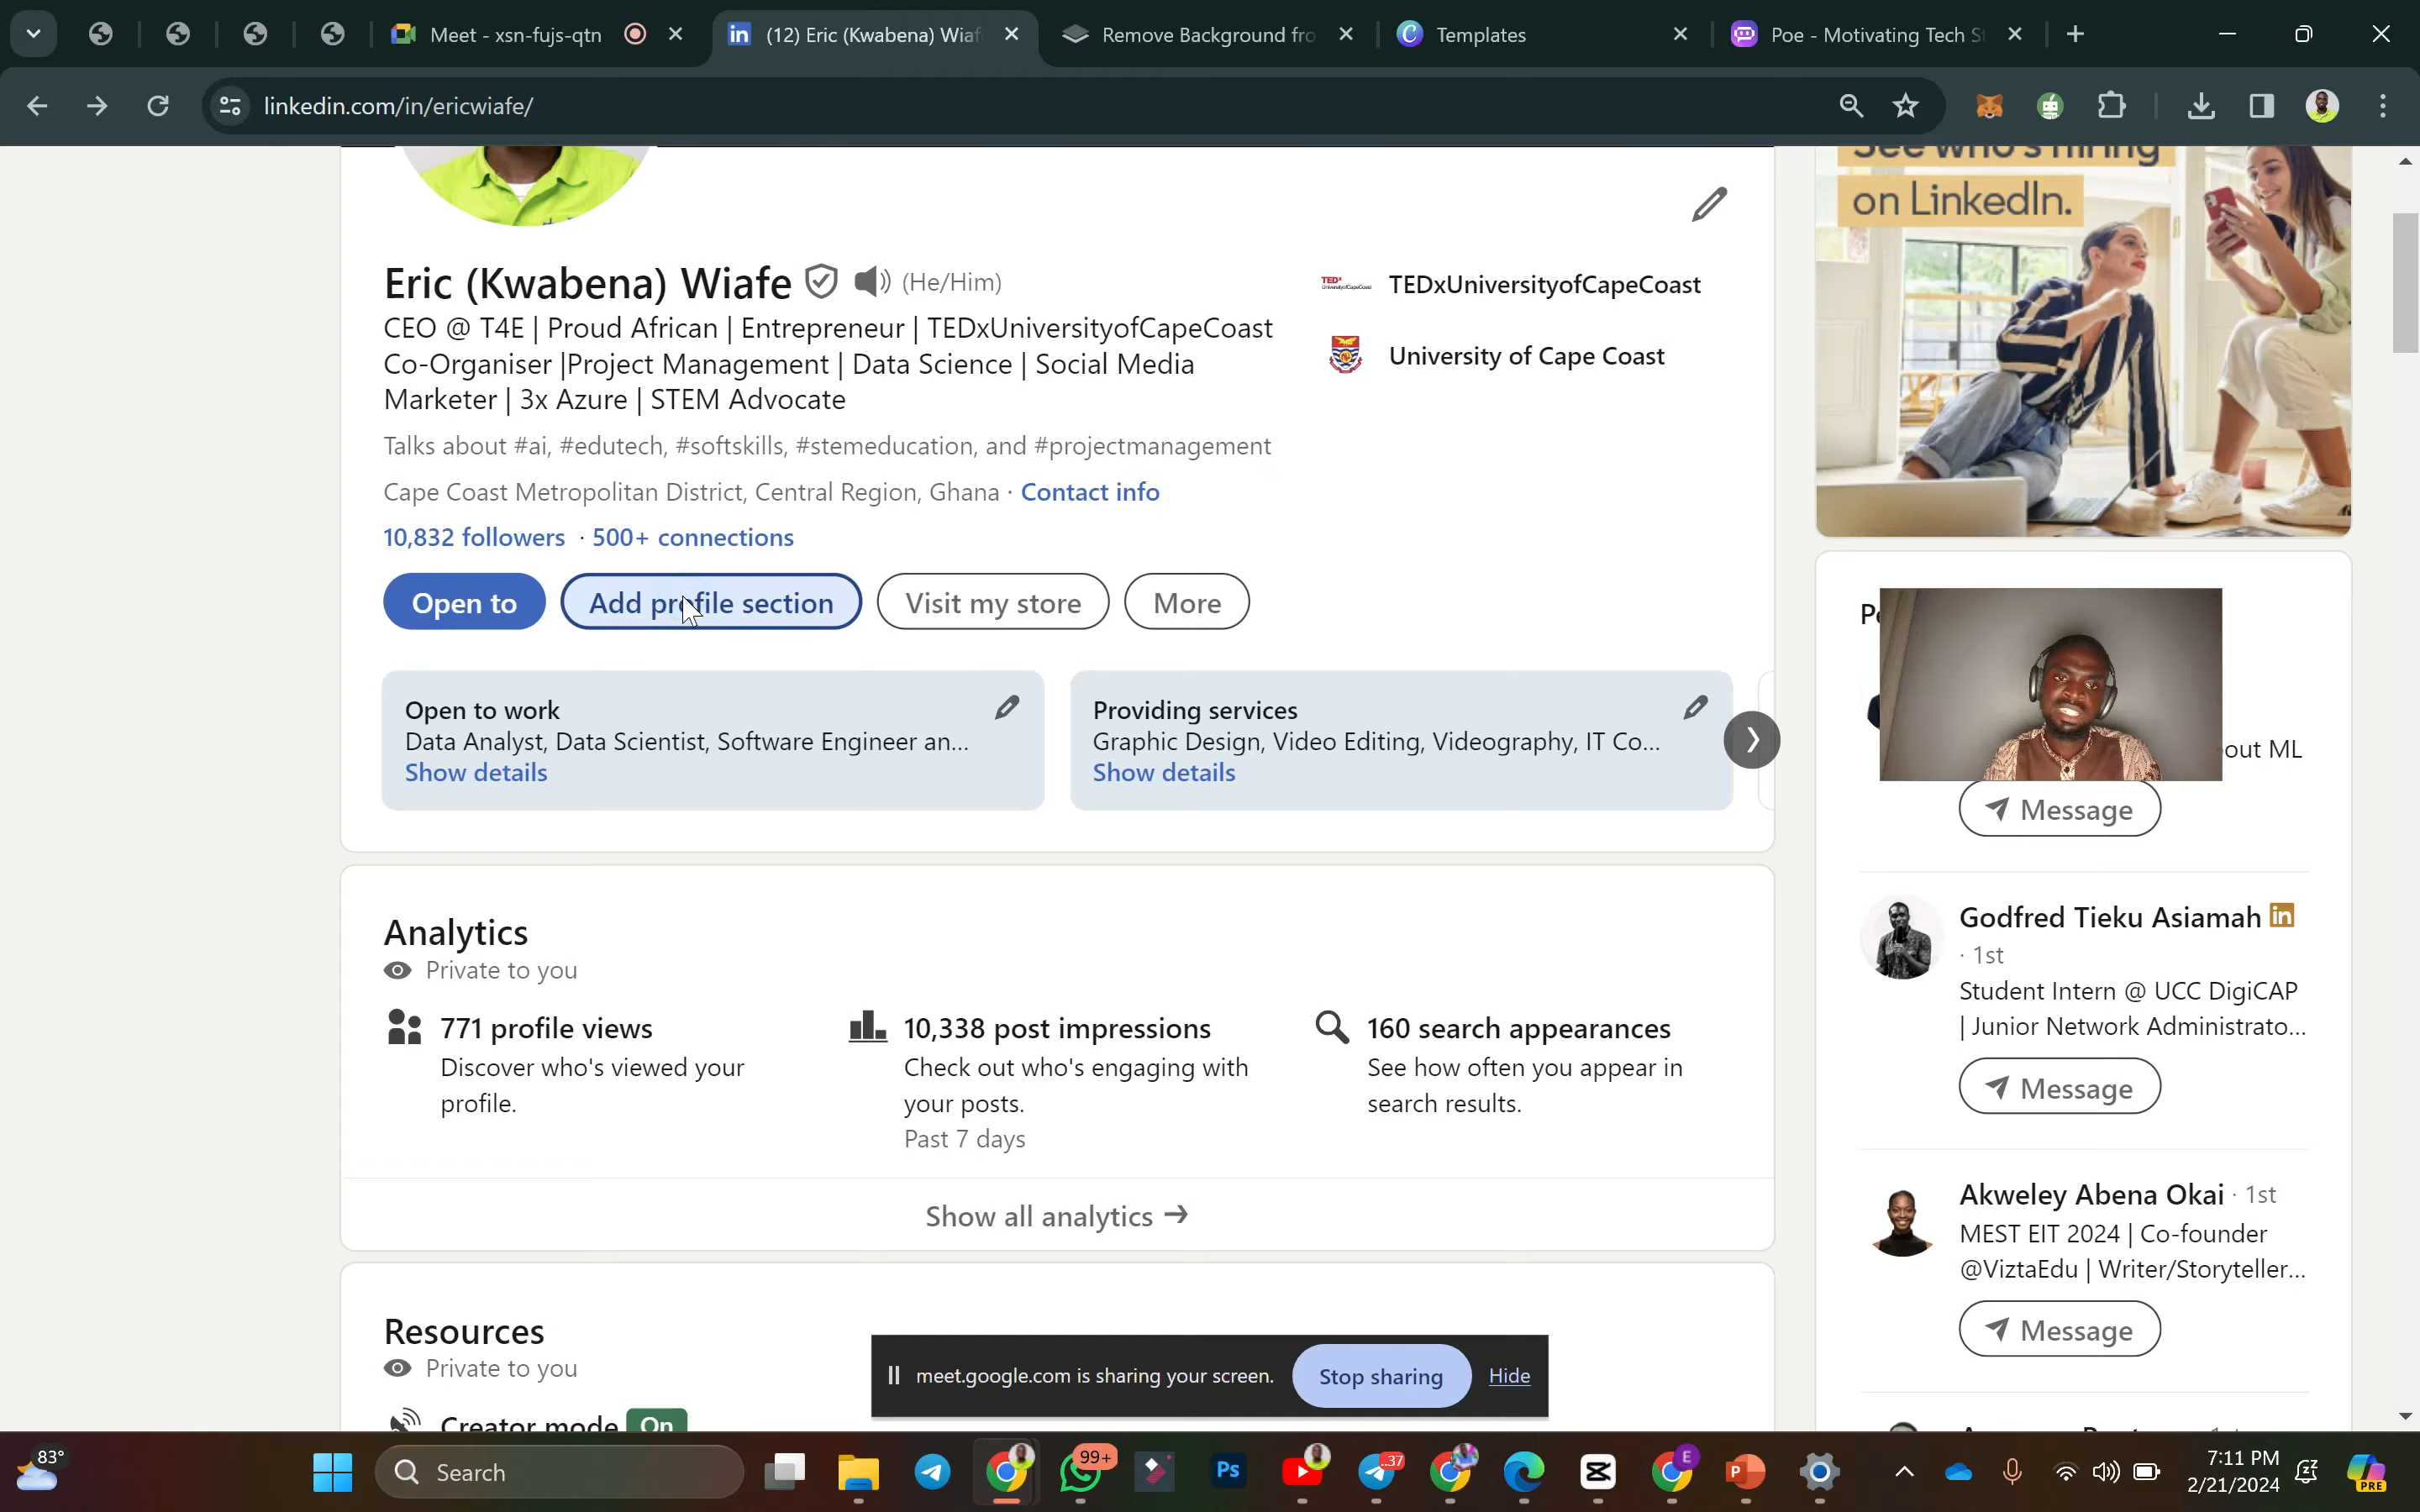 Meet - xsn-fujs-qtn
(12) Eric (Kwabena) Wiaf
Remove Background fro
Templates
Poe - Motivating Tech St
linkedin.com/in/ericwiafe/
See who's hiring
on LinkedIn.
Eric (Kwabena) Wiafe (He/Him)
CEO @ T4E | Proud African | Entrepreneur | TEDxUniversityofCapeCoast
Co-Organiser |Project Management | Data Science | Social Media
Marketer | 3x Azure | STEM Advocate
Talks about #ai, #edutech, #softskills, #stemeducation, and #projectmanagement
Cape Coast Metropolitan District, Central Region, Ghana · Contact info
10,832 followers · 500+ connections
TEDxUniversityofCapeCoast
University of Cape Coast
Open to
Add profile section
Visit my store
More
Open to work
Data Analyst, Data Scientist, Software Engineer an...
Show details
Providing services
Graphic Design, Video Editing, Videography, IT Co...
Show details
Analytics
Private to you
771 profile views
Discover who's viewed your
profile.
10,338 post impressions
Check out who's engaging with
your posts.
Past 7 days
160 search appearances
See how often you appear in
search results.
Show all analytics →
Resources
Private to you
Creator mode On
out ML
Message
Godfred Tieku Asiamah
· 1st
Student Intern @ UCC DigiCAP
| Junior Network Administrato...
Message
Akweley Abena Okai · 1st
MEST EIT 2024 | Co-founder
@ViztaEdu | Writer/Storyteller...
Message
meet.google.com is sharing your screen.
Stop sharing
Hide
83°
Search
99+
Ps
..37
E
P
7:11 PM
2/21/2024
PRE